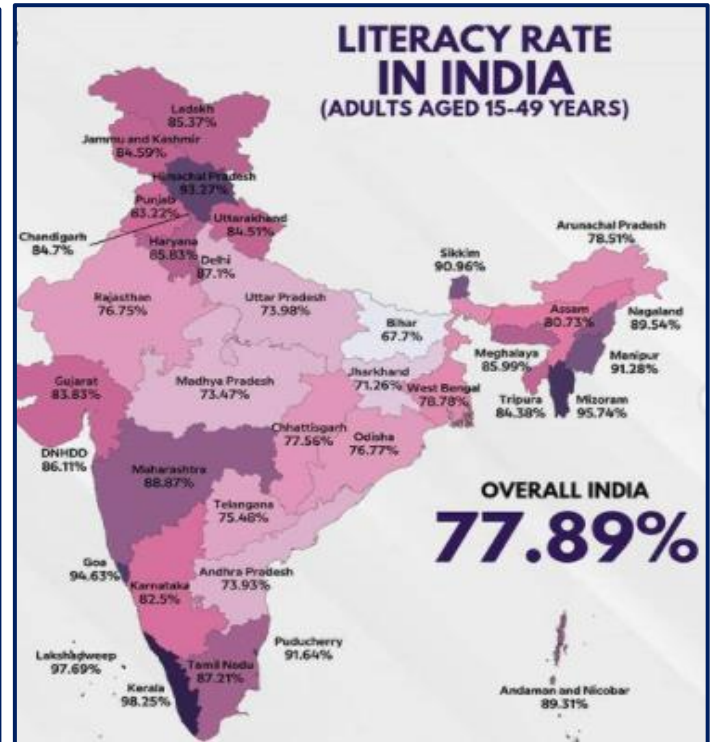 LITERACY RATE
IN INDIA
(ADULTS AGED 15-49 YEARS)
Ladakh
85.37%
Jammu and Kashmir
84.59%
Himachal Pradesh
93.27%
Punjab
83.22%
Uttarakhand
84.51%
Chandigarh
84.7%
Haryana
85.83%
Delhi
87.1%
Arunachal Pradesh
78.51%
Sikkim
90.96%
Rajasthan
76.75%
Uttar Pradesh
73.98%
Bihar
67.7%
Assam
80.73%
Nagaland
89.54%
Meghalaya
85.99%
Manipur
91.28%
Gujarat
83.83%
Madhya Pradesh
73.47%
Jharkhand
71.26%
West Bengal
78.78%
Tripura
84.38%
Mizoram
95.74%
Chhattisgarh
77.56%
Odisha
76.77%
DNHDD
86.11%
Maharashtra
88.87%
Telangana
75.48%
OVERALL INDIA
77.89%
Goa
94.63%
Karnataka
82.5%
Andhra Pradesh
73.93%
Lakshadweep
97.69%
Kerala
98.25%
Tamil Nadu
87.21%
Puducherry
91.64%
Andaman and Nicobar
89.31%